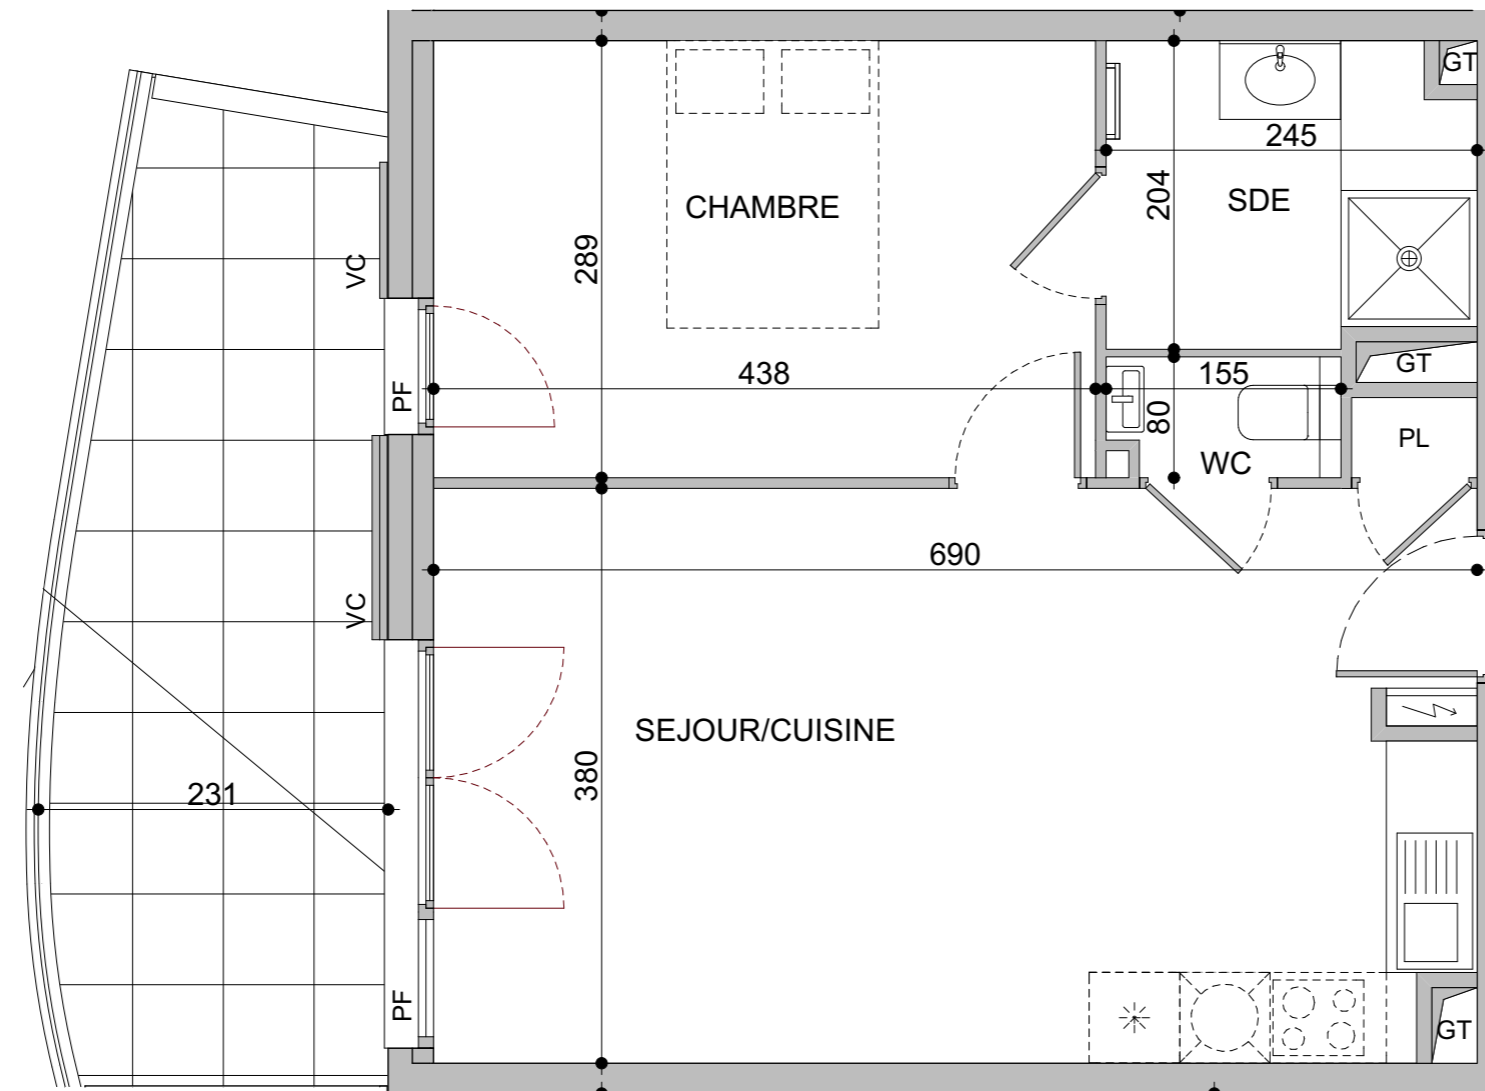 GT
245
CHAMBRE
204
SDE
289
VC
438
155
GT
PF
80
PL
WC
690
VC
SEJOUR/CUISINE
380
231
PF
GT